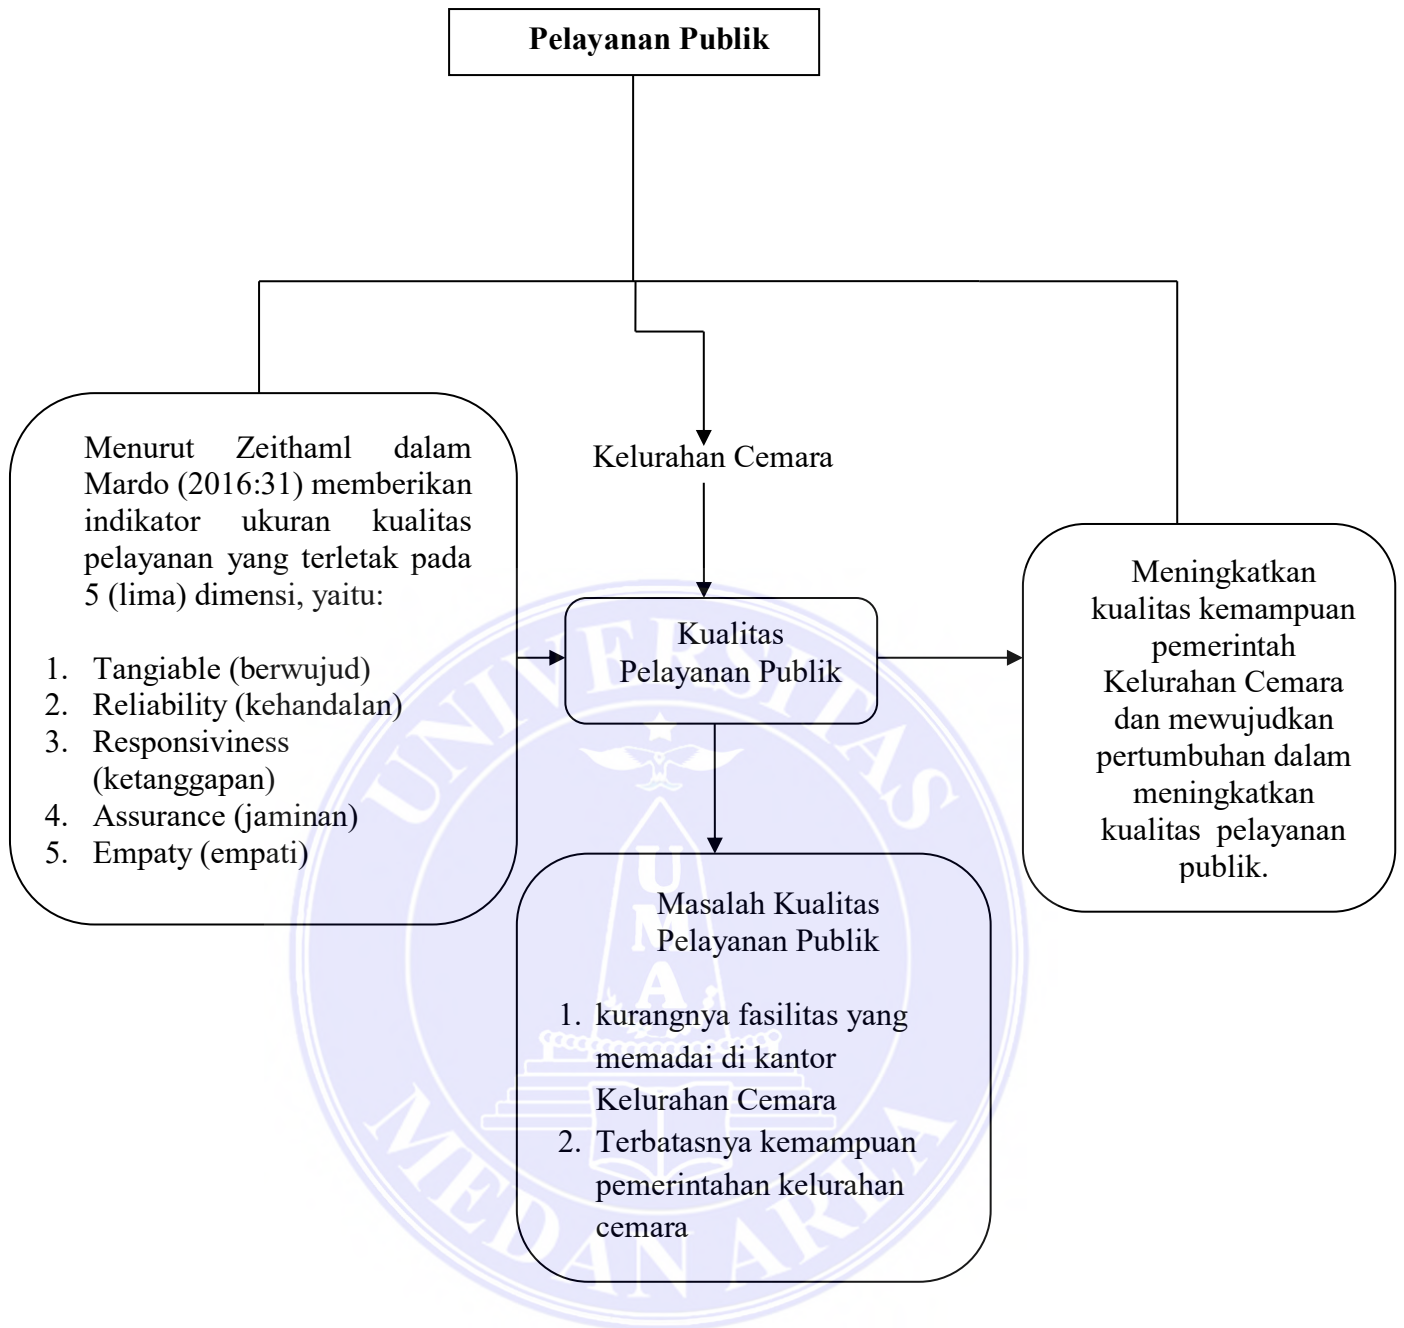 Pelayanan Publik
Menurut Zeithaml dalam
Mardo (2016:31) memberikan
indikator ukuran kualitas
pelayanan yang terletak pada
5 (lima) dimensi, yaitu:
1. Tangiable (berwujud)
2. Reliability (kehandalan)
3. Responsiviness
(ketanggapan)
4. Assurance (jaminan)
5. Empaty (empati)
Kelurahan Cemara
Kualitas
Pelayanan Publik
Masalah Kualitas
Pelayanan Publik
1. kurangnya fasilitas yang
memadai di kantor
Kelurahan Cemara
2. Terbatasnya kemampuan
pemerintahan kelurahan
cemara
Meningkatkan
kualitas kemampuan
pemerintah
Kelurahan Cemara
dan mewujudkan
pertumbuhan dalam
meningkatkan
kualitas pelayanan
publik.
UNIVERSITAS
MEDAN AREA
U
M
A